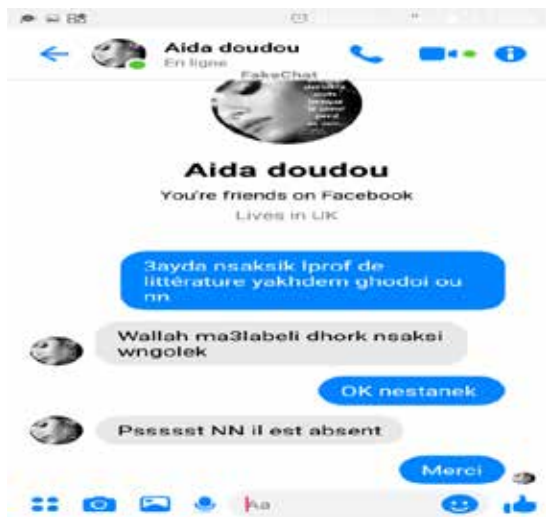 Aida doudou
En ligne
FakeChat
Aida doudou
You're friends on Facebook
Lives in UK
3ayda nsaksik lprof de
littérature yakhdem ghodoi ou
nn
Wallah ma3labeli dhork nsaksi
wngolek
OK nestanek
Psssst NN il est absent
Merci
Aa